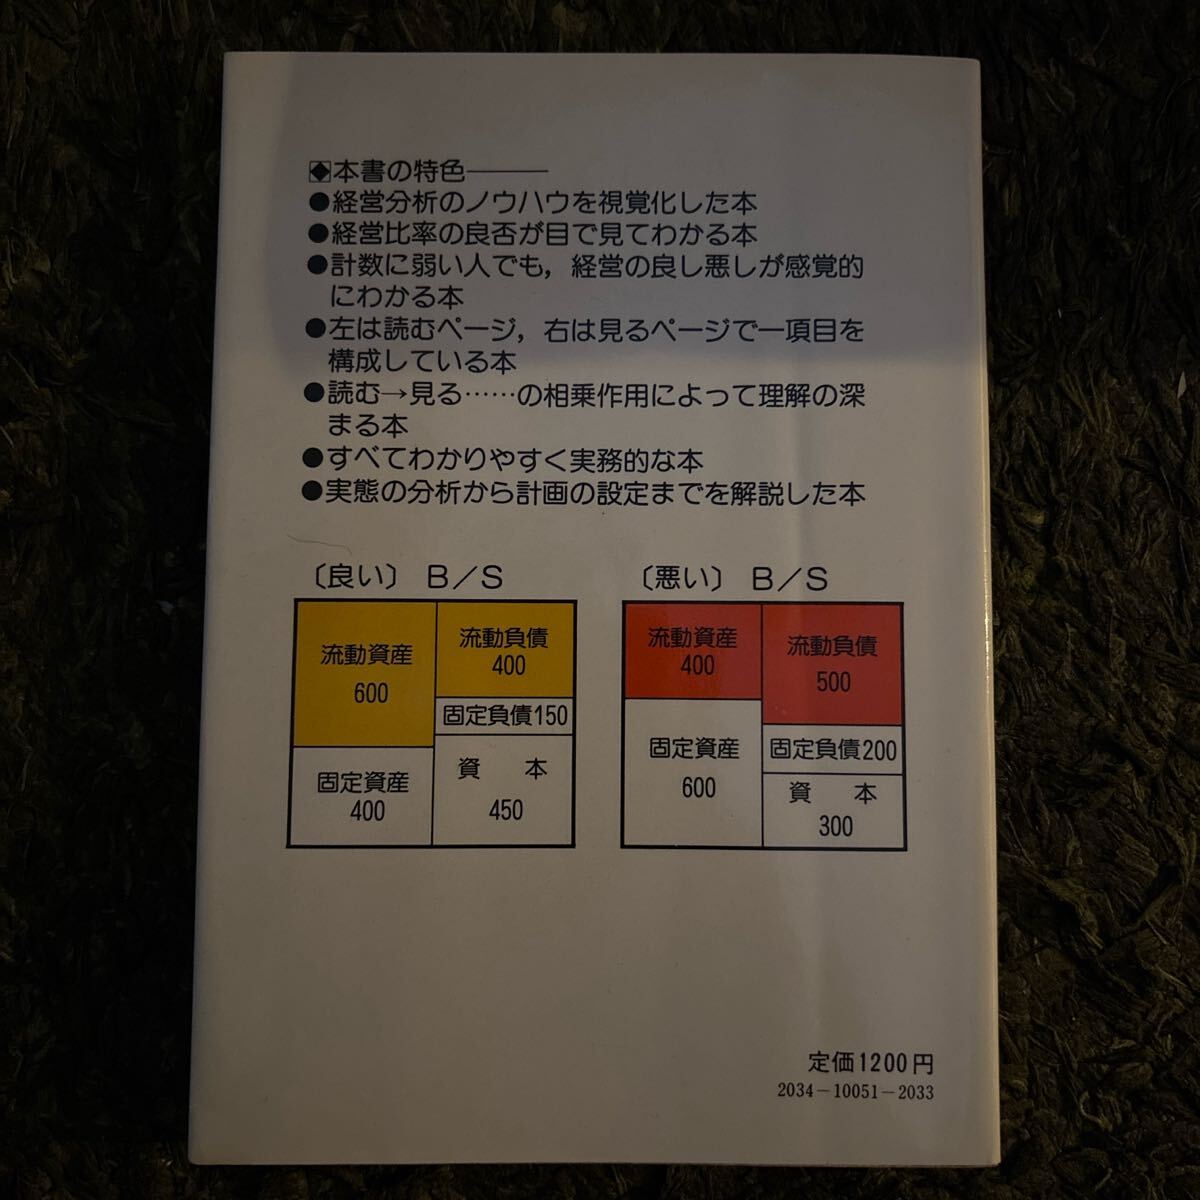 ◆本書の特色――
●経営分析のノウハウを視覚化した本
●経営比率の良否が目で見てわかる本
●計数に弱い人でも，経営の良し悪しが感覚的
にわかる本
●左は読むページ，右は見るページで一項目を
構成している本
●読む→見る……の相乗作用によって理解の深
まる本
●すべてわかりやすく実務的な本
●実態の分析から計画の設定までを解説した本
〔良い〕 B／S
流動資産
600
固定資産
400
流動負債
400
固定負債150
資　本
450
〔悪い〕 B／S
流動資産
400
固定資産
600
流動負債
500
固定負債200
資　本
300
定価1200円
2034－10051－2033